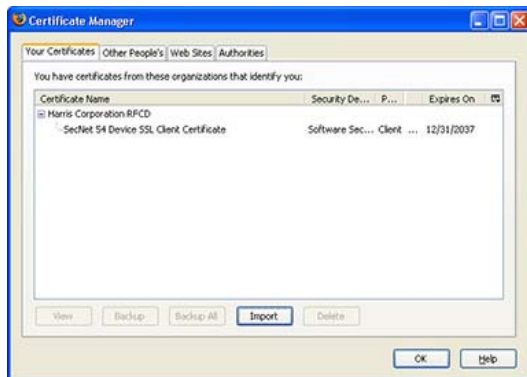 Certificate Manager
Your Certificates Other People's Web Sites Authorities
You have certificates from these organizations that identify you:
Certificate Name Security De... P... Expires On
Harris Corporation RFCD
SecNet 54 Device SSL Client Certificate Software Sec... Client ... 12/31/2037
View Backup Backup All Import Delete
OK Help